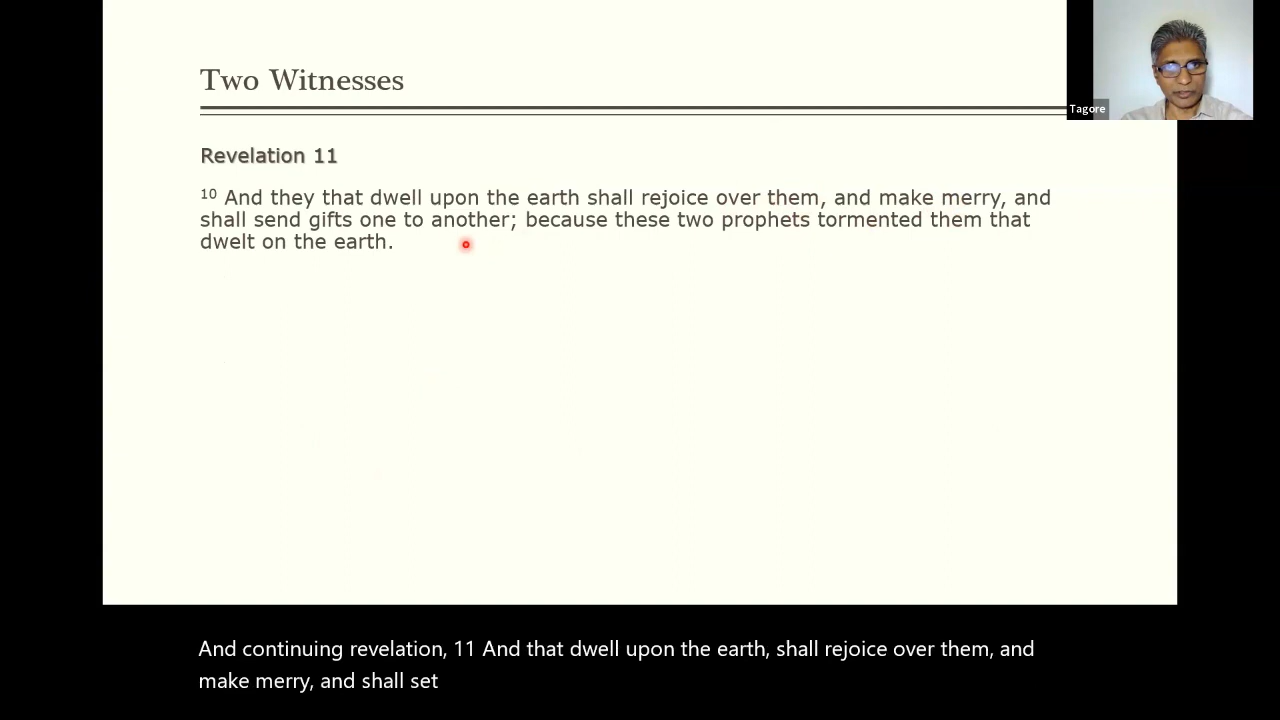 Two Witnesses
Tagore
Revelation 11
10 And they that dwell upon the earth shall rejoice over them, and make merry, and
shall send gifts one to another; because these two prophets tormented them that
dwelt on the earth.
And continuing revelation, 11 And that dwell upon the earth, shall rejoice over them, and
make merry, and shall set